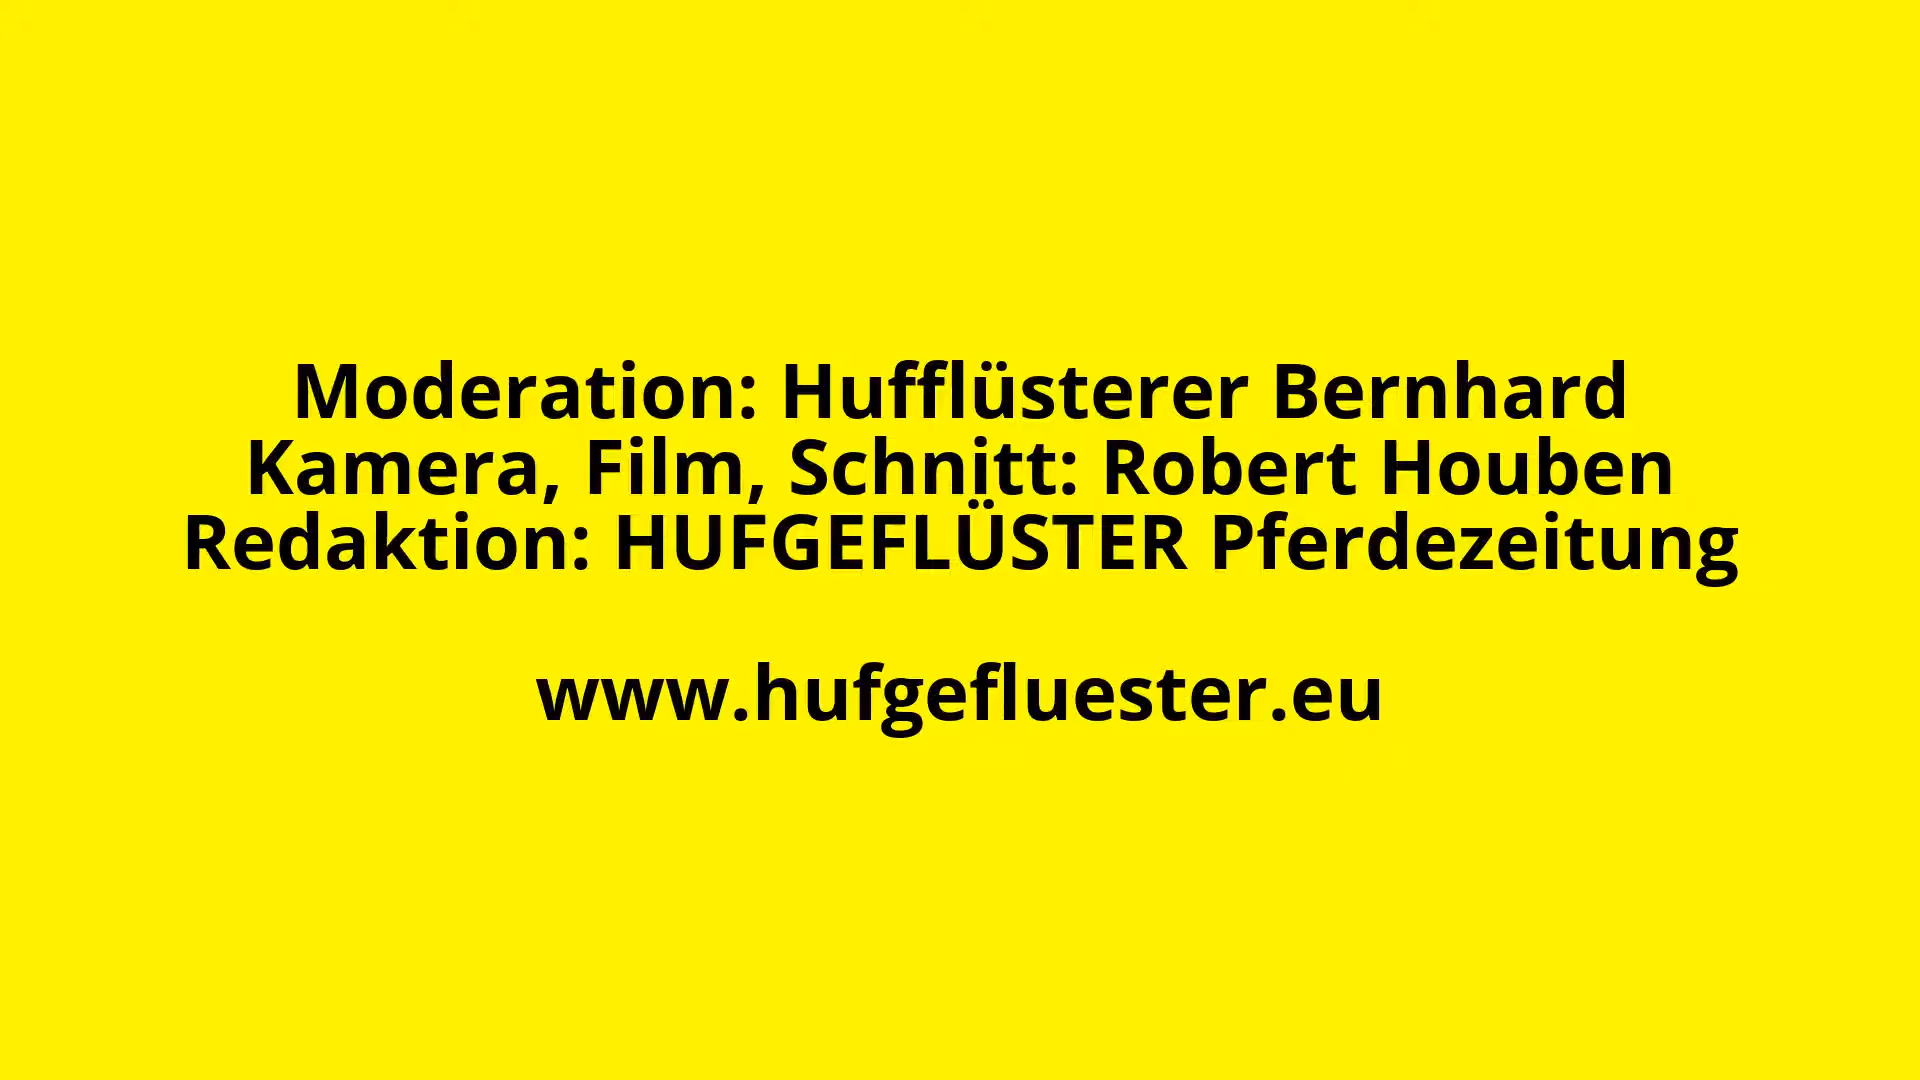 Moderation: Hufflüsterer Bernhard
Kamera, Film, Schnitt: Robert Houben
Redaktion: HUFGEFLÜSTER Pferdezeitung
www.hufgefluester.eu